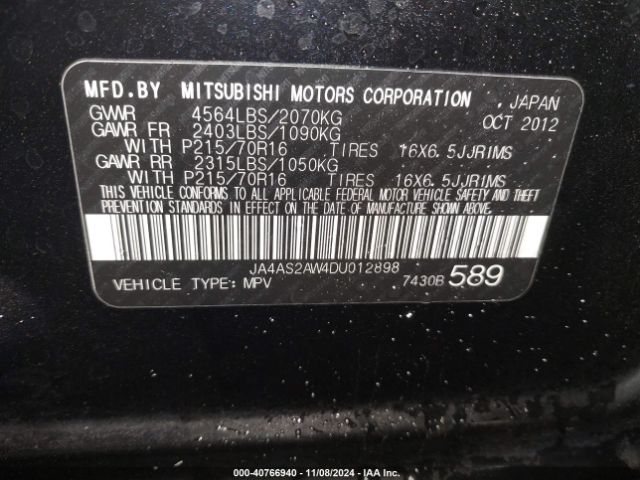 MFD.BY MITSUBISHI MOTORS CORPORATION , JAPAN
GVWR 4564LBS/2070KG OCT 2012
GAWR FR 2403LBS/1090KG
WITH P215/70R16 TIRES 16X6.5JJRIMS
GAWR RR 2315LBS/1050KG
WITH P215/70R16 TIRES 16X6.5JJRIMS
THIS VEHICLE CONFORMS TO ALL APPLICABLE FEDERAL MOTOR VEHICLE SAFETY AND THEFT
PREVENTION STANDARDS IN EFFECT ON THE DATE OF MANUFACTURE SHOWN ABOVE.
JA4AS2AW4DU012898
VEHICLE TYPE: MPV 7430B 589
000-40766940 - 11/08/2024 - IAA Inc.